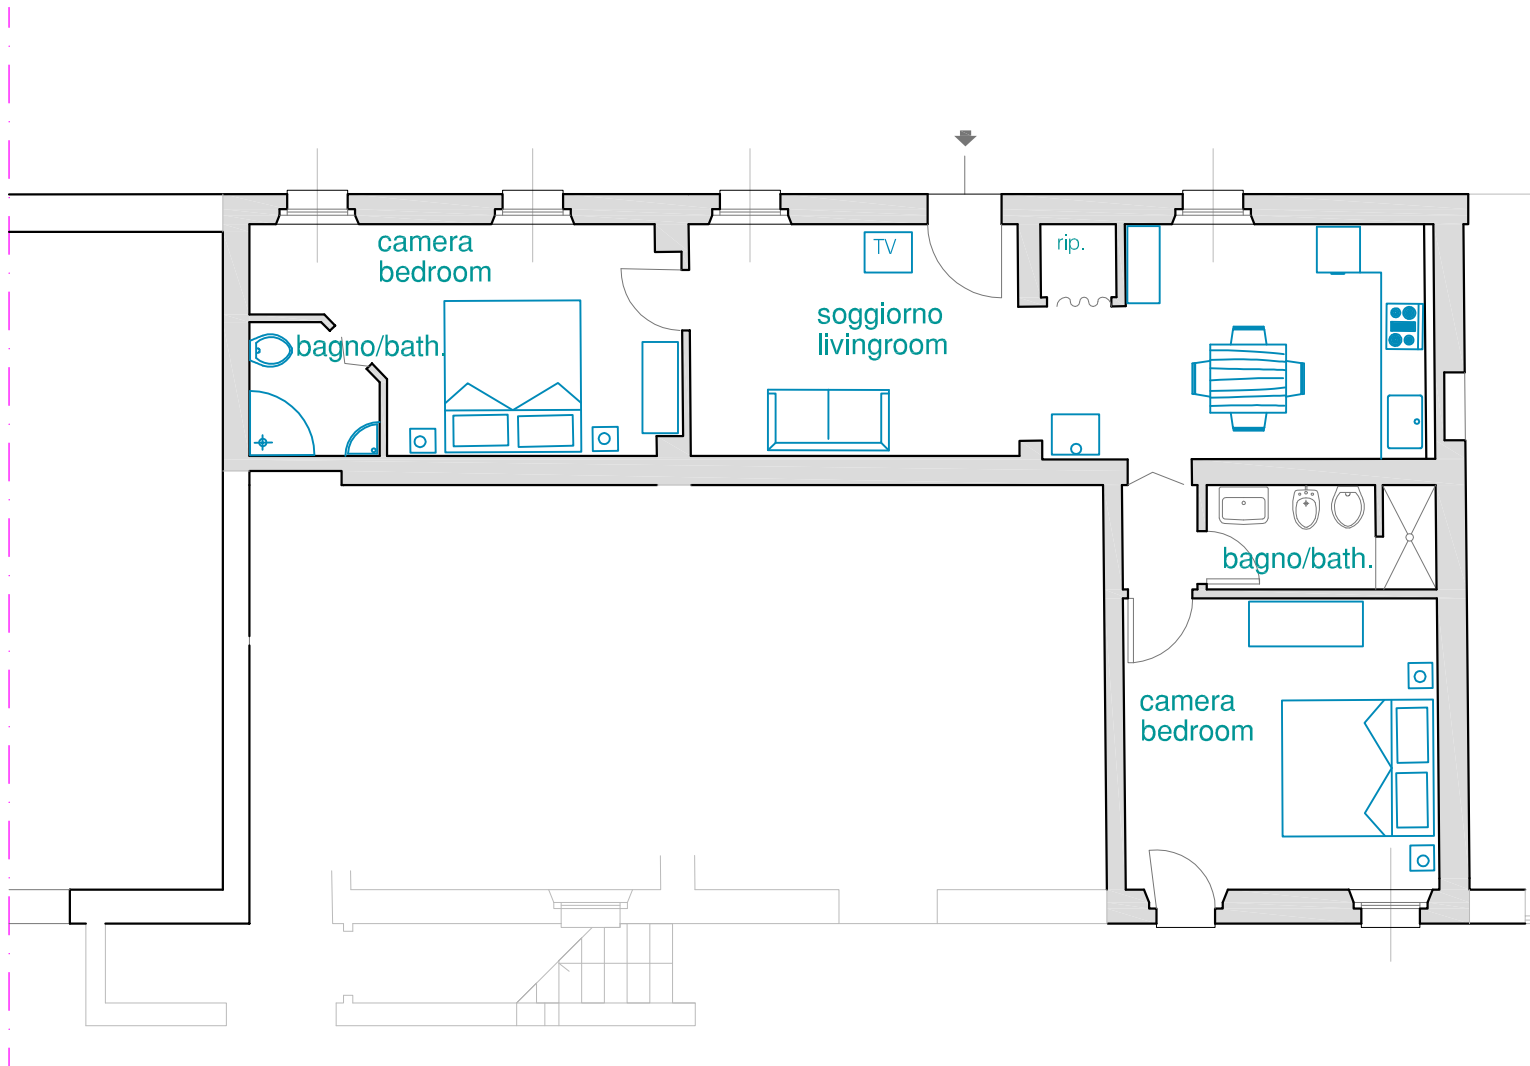 camera
bedroom
TV
rip.
soggiorno
livingroom
bagno/bath.
bagno/bath.
camera
bedroom